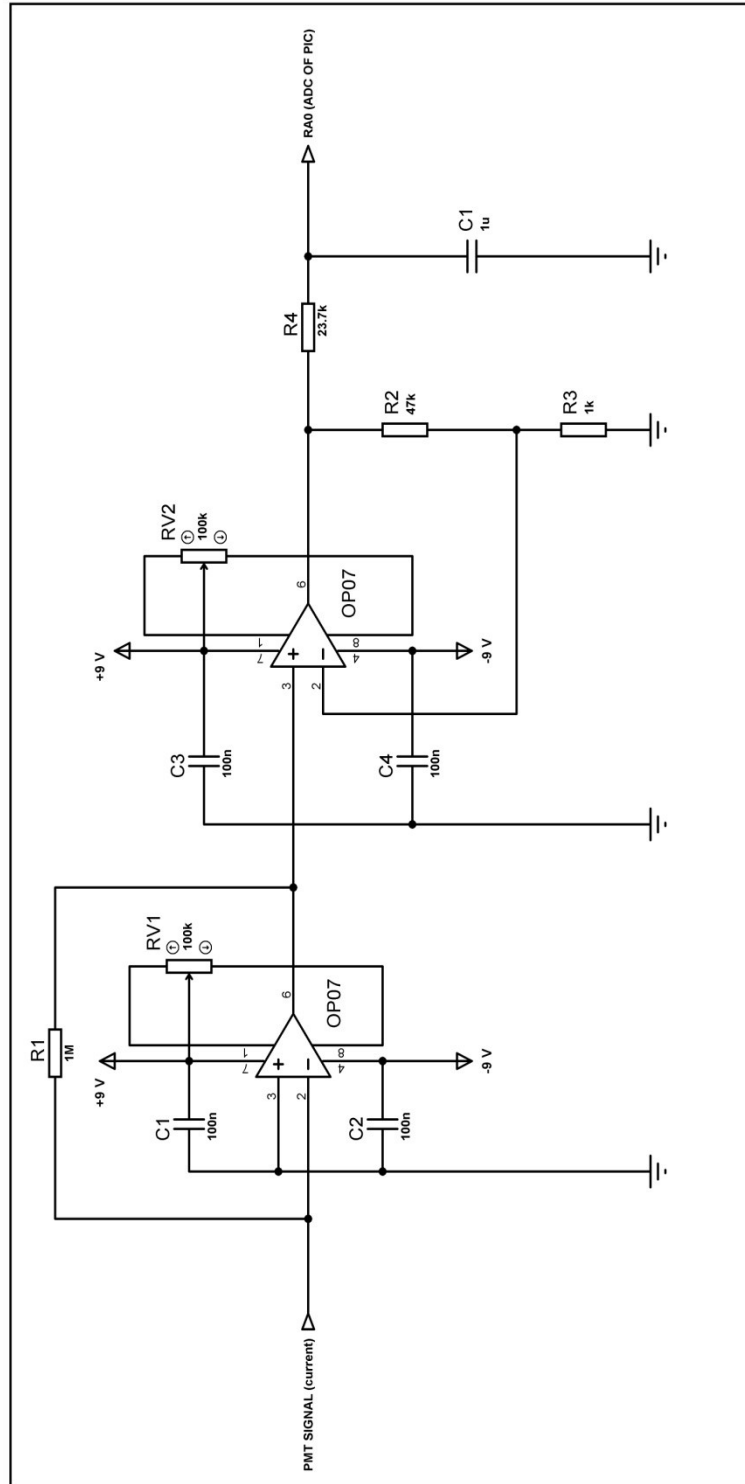 R1
1M
+9 V
RV1
100k
C1
100n
1
7
3
+
6
2
−
8
4
OP07
C2
100n
-9 V
PMT SIGNAL (current)
+9 V
RV2
100k
C3
100n
1
7
3
+
6
2
−
8
4
OP07
C4
100n
-9 V
R4
23.7k
RA0 (ADC OF PIC)
R2
47k
R3
1k
C1
1u